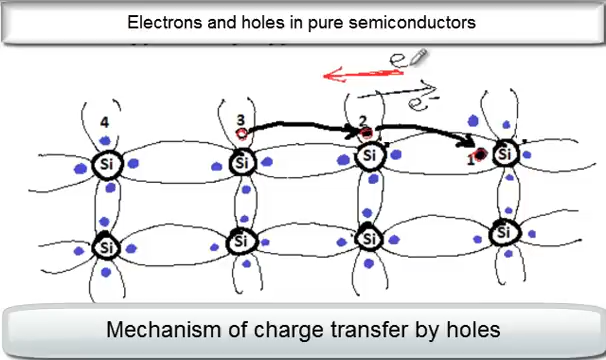 Electrons and holes in pure semiconductors
e
e⁻
4 3 2
1
Si Si Si Si
Si Si Si Si
Mechanism of charge transfer by holes